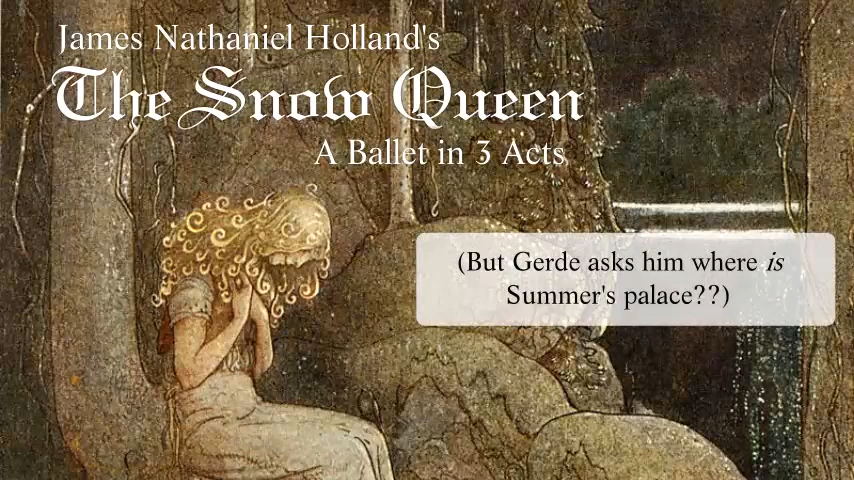 James Nathaniel Holland's
The Snow Queen
A Ballet in 3 Acts
(But Gerde asks him where is
Summer's palace??)